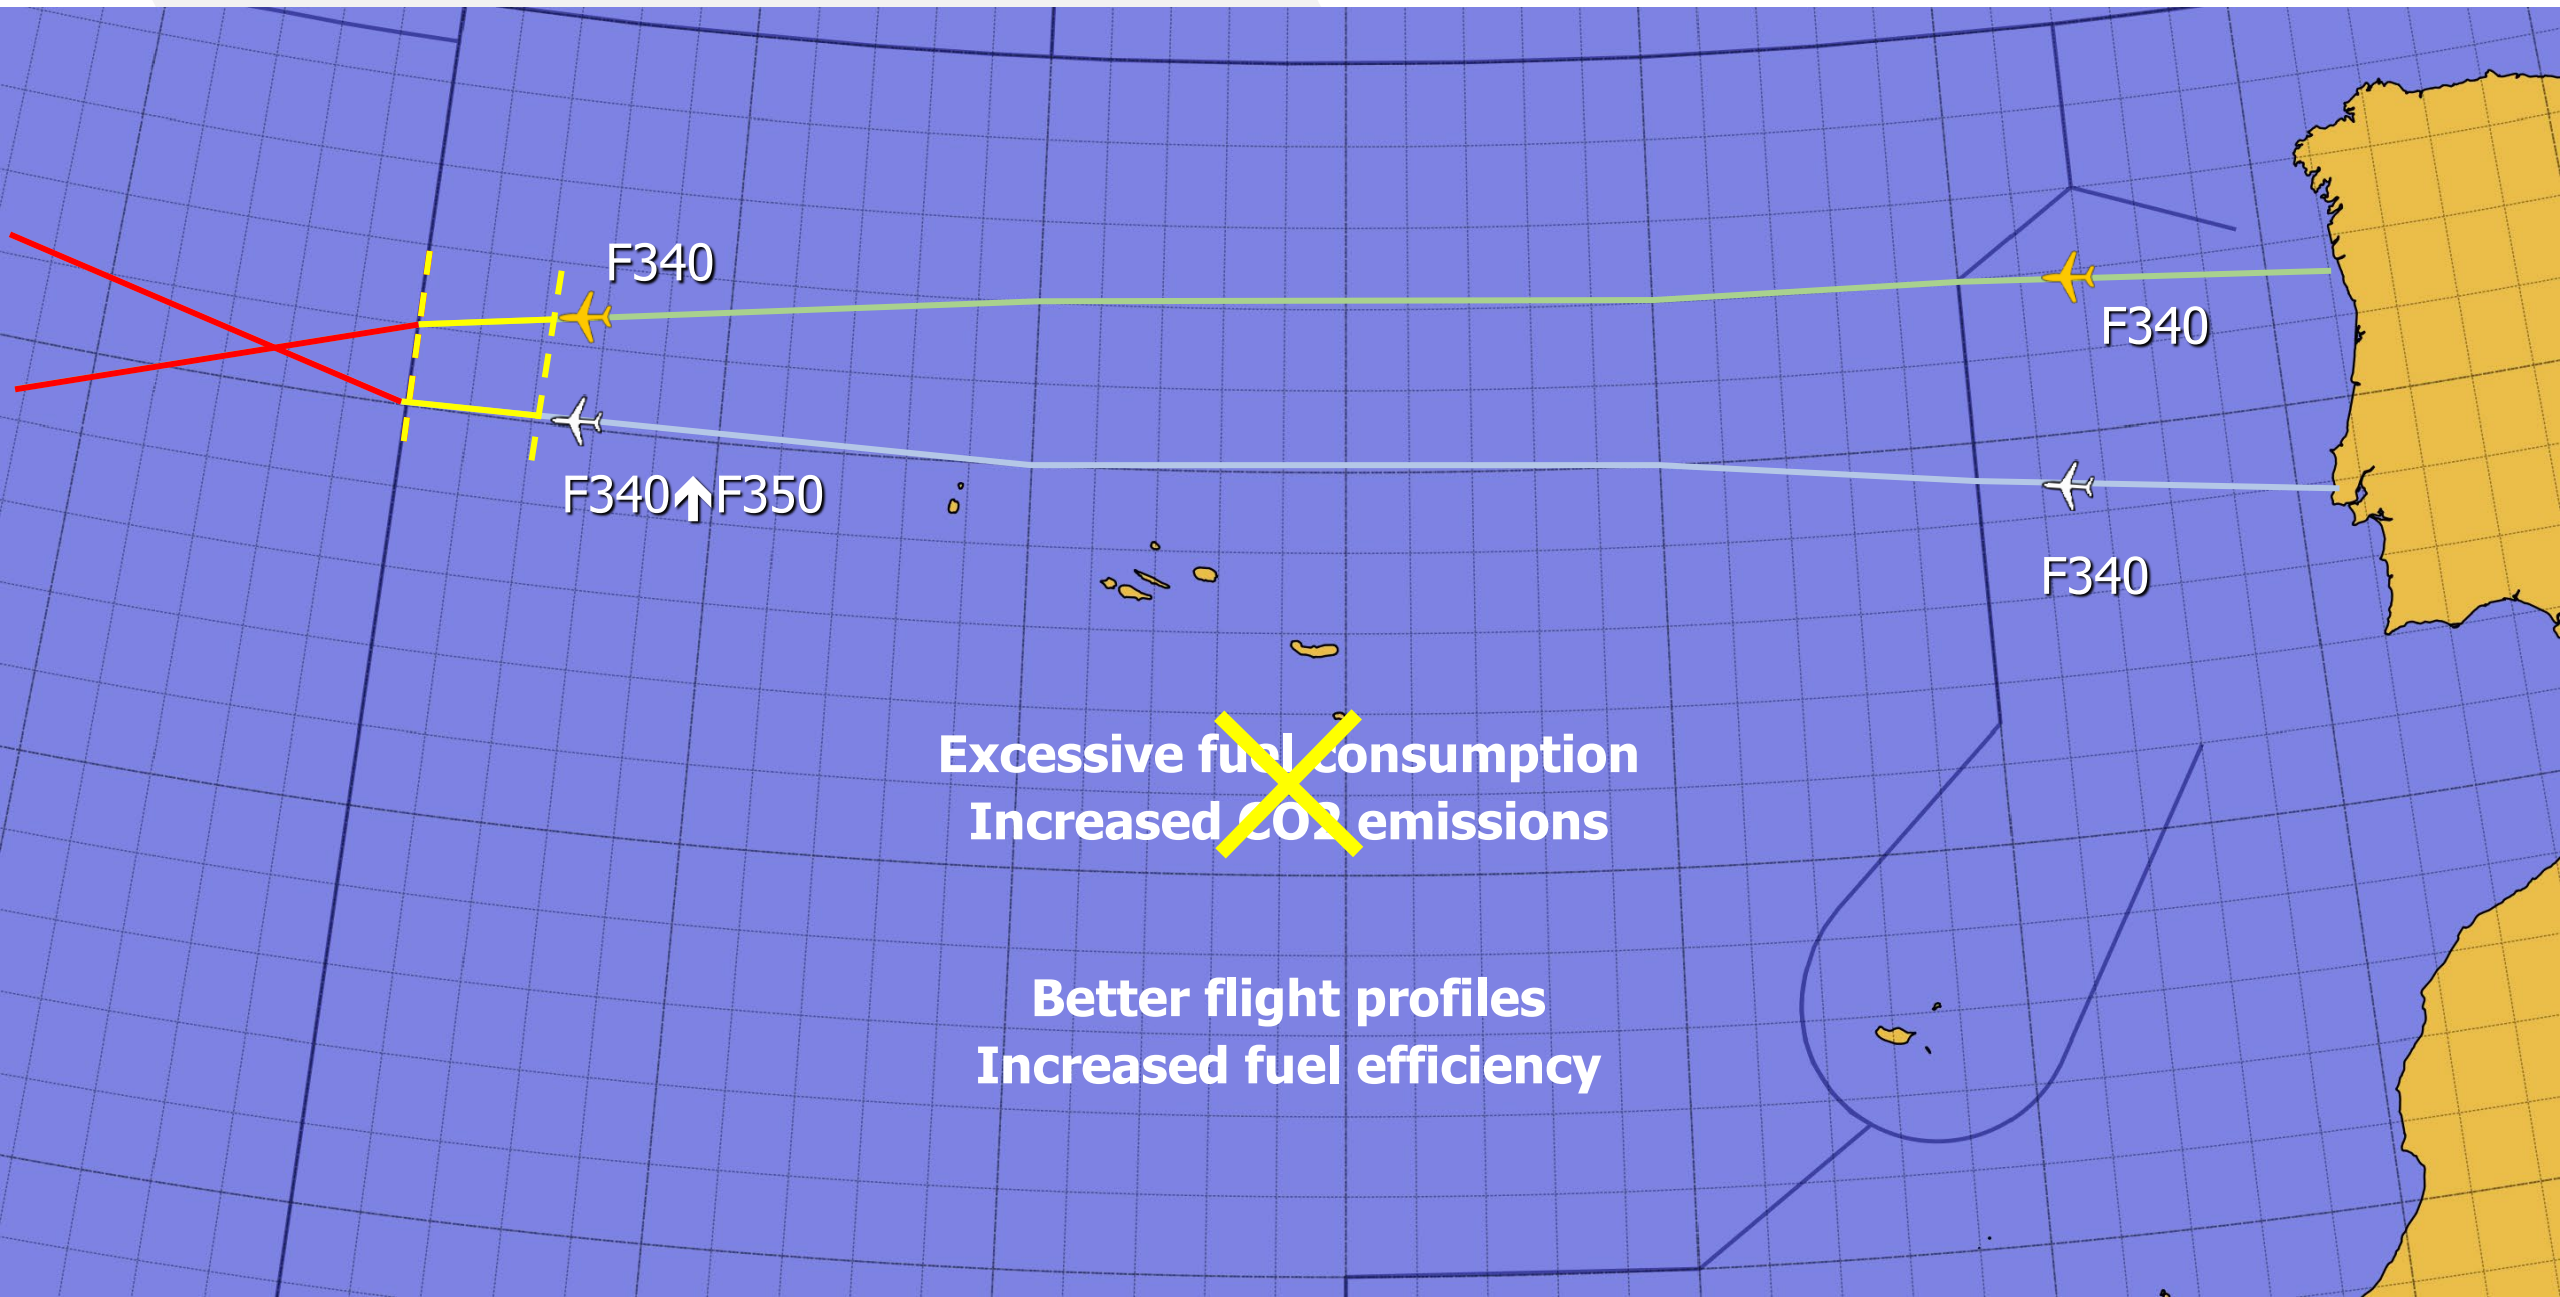 F340
F340
F340⬆F350
F340
Excessive fuel consumption
Increased CO2 emissions
Better flight profiles
Increased fuel efficiency